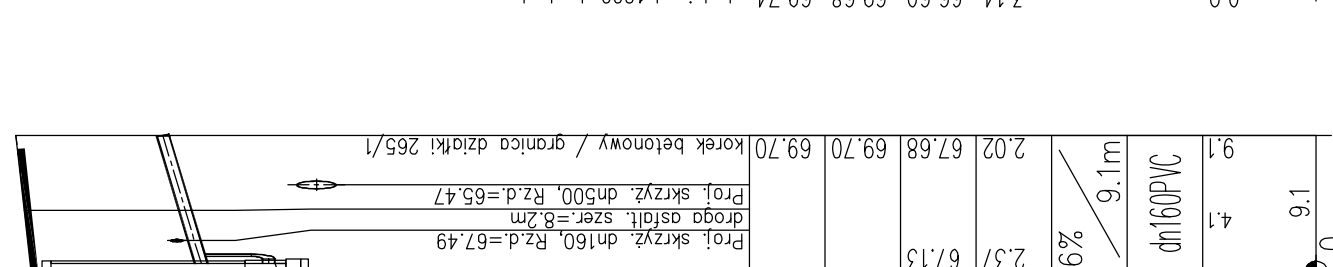 korek betonowy / granica działki 265/1
69.70
69.70
67.68
2.02
9.1
Proj. skrzyż. dn500, Rz.d.=65.47
droga asfalt. szer.=8.2m
Proj. skrzyż. dn160, Rz.d.=67.49
67.13
2.37
6%
9.1m
dn160PVC
4.1
9.1